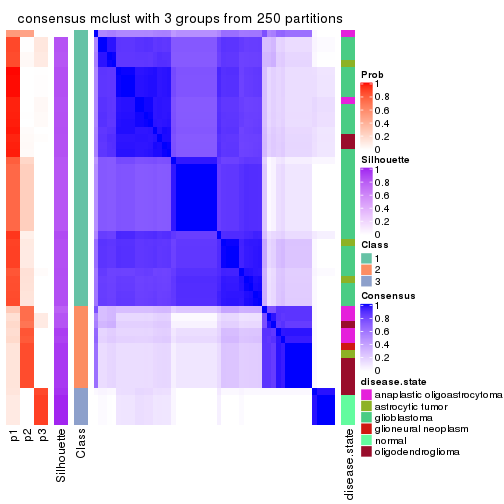 consensus mclust with 3 groups from 250 partitions
Prob
1
0.8
0.6
0.4
0.2
0
Silhouette
1
0.8
0.6
0.4
0.2
0
Class
1
2
3
Consensus
1
0.8
0.6
0.4
0.2
0
disease.state
anaplastic oligoastrocytoma
astrocytic tumor
glioblastoma
glioneural neoplasm
normal
oligodendroglioma
p1
p2
p3
Silhouette
Class
disease.state